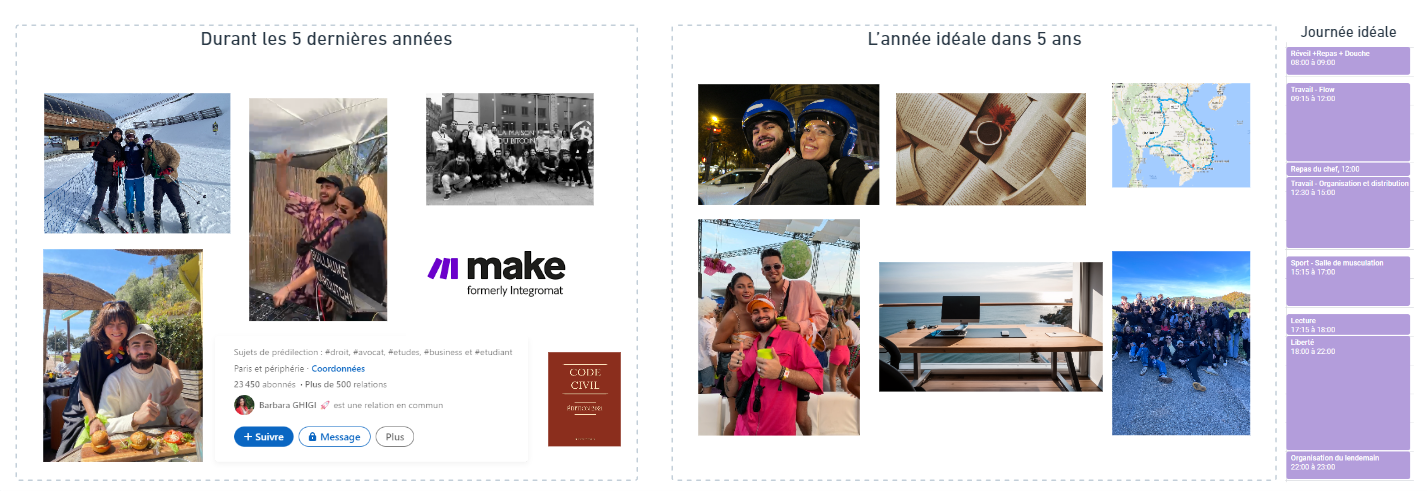 Durant les 5 dernières années
LA MAISON
DU BITCOIN
GUILLAUME
make
formerly Integromat
Sujets de prédilection : #droit, #avocat, #etudes, #business et #etudiant
Paris et périphérie · Coordonnées
23 450 abonnés · Plus de 500 relations
Barbara GHIGI 🚀 est une relation en commun
+ Suivre
Message
Plus
CODE
CIVIL
L'année idéale dans 5 ans
Journée idéale
Réveil +Repas + Douche
08:00 à 09:00
Travail - Flow
09:15 à 12:00
Repas du chef, 12:00
Travail - Organisation et distribution
12:30 à 15:00
Sport - Salle de musculation
15:15 à 17:00
Lecture
17:15 à 18:00
Liberté
18:00 à 22:00
Organisation du lendemain
22:00 à 23:00